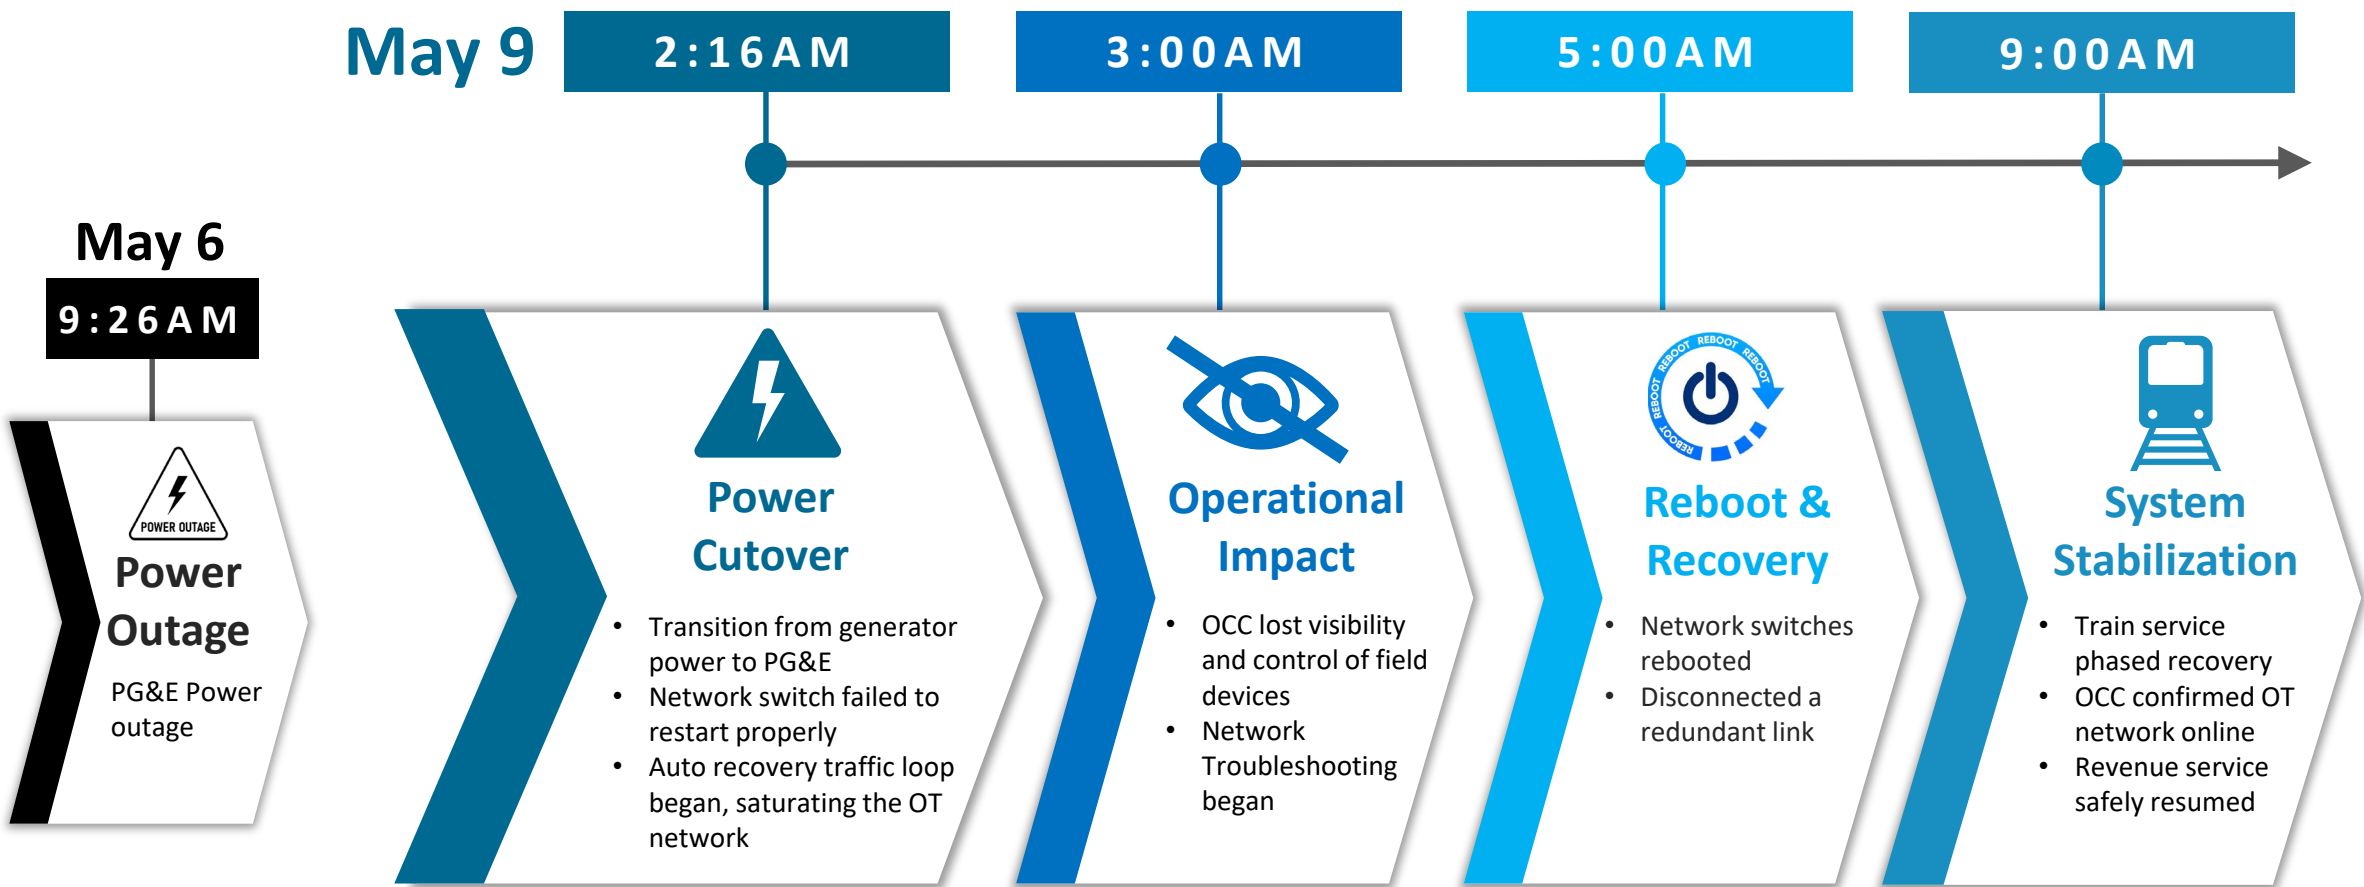 May 9
2:16AM
3:00AM
5:00AM
9:00AM
May 6
9:26AM
POWER OUTAGE
Power
Outage
PG&E Power
outage
Power
Cutover
• Transition from generator
power to PG&E
• Network switch failed to
restart properly
• Auto recovery traffic loop
began, saturating the OT
network
Operational
Impact
• OCC lost visibility
and control of field
devices
• Network
Troubleshooting
began
REBOOT REBOOT REBOOT REBOOT REBOOT REBOOT
Reboot &
Recovery
• Network switches
rebooted
• Disconnected a
redundant link
System
Stabilization
• Train service
phased recovery
• OCC confirmed OT
network online
• Revenue service
safely resumed